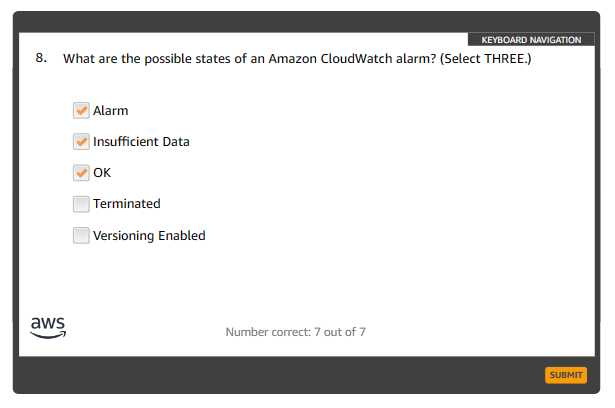 KEYBOARD NAVIGATION
8. What are the possible states of an Amazon CloudWatch alarm? (Select THREE.)
Alarm
Insufficient Data
OK
Terminated
Versioning Enabled
aws
Number correct: 7 out of 7
SUBMIT